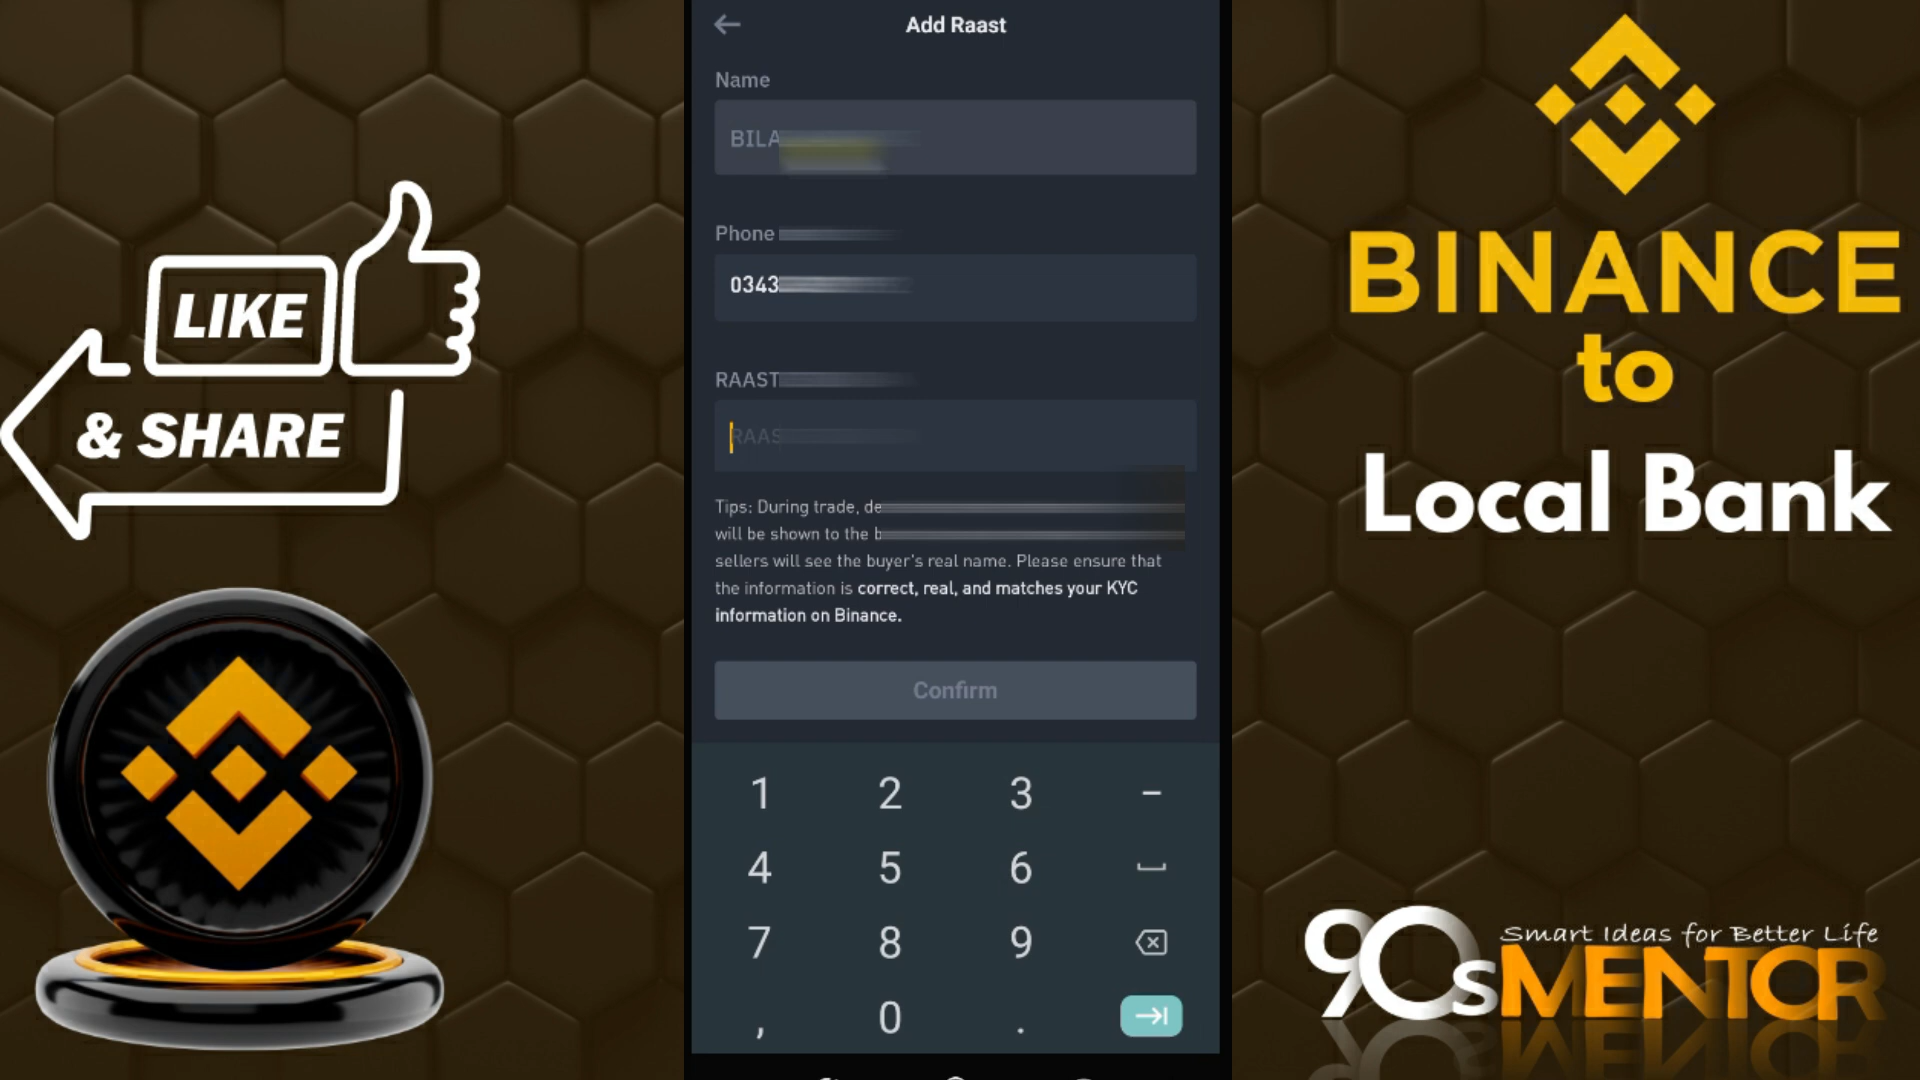 LIKE
& SHARE
Add Raast
Name
BILA
Phone
0343
RAAST
RAAS
Tips: During trade, de
will be shown to the b
sellers will see the buyer's real name. Please ensure that
the information is correct, real, and matches your KYC
information on Binance.
Confirm
1 2 3 -
4 5 6
7 8 9
, 0 .
BINANCE
to
Local Bank
90s MENTOR
Smart Ideas for Better Life